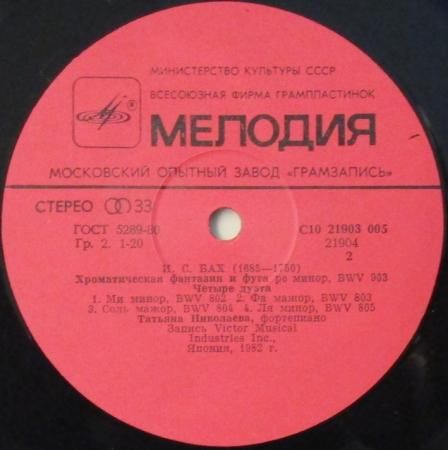 МИНИСТЕРСТВО КУЛЬТУРЫ СССР
ВСЕСОЮЗНАЯ ФИРМА ГРАМПЛАСТИНОК
МЕЛОДИЯ
МОСКОВСКИЙ ОПЫТНЫЙ ЗАВОД «ГРАМЗАПИСЬ»
СТЕРЕО 33
ГОСТ 5289-80
Гр. 2. 1-20
С10 21903 005
21904
2
И. С. БАХ (1685—1750)
Хроматическая фантазия и фуга ре минор, BWV 903
Четыре дуэта
1. Ми минор, BWV 802 2. Фа мажор, BWV 803
3. Соль мажор, BWV 804 4. Ля минор, BWV 805
Татьяна Николаева, фортепиано
Запись Victor Musical
Industries Inc.,
Япония, 1982 г.